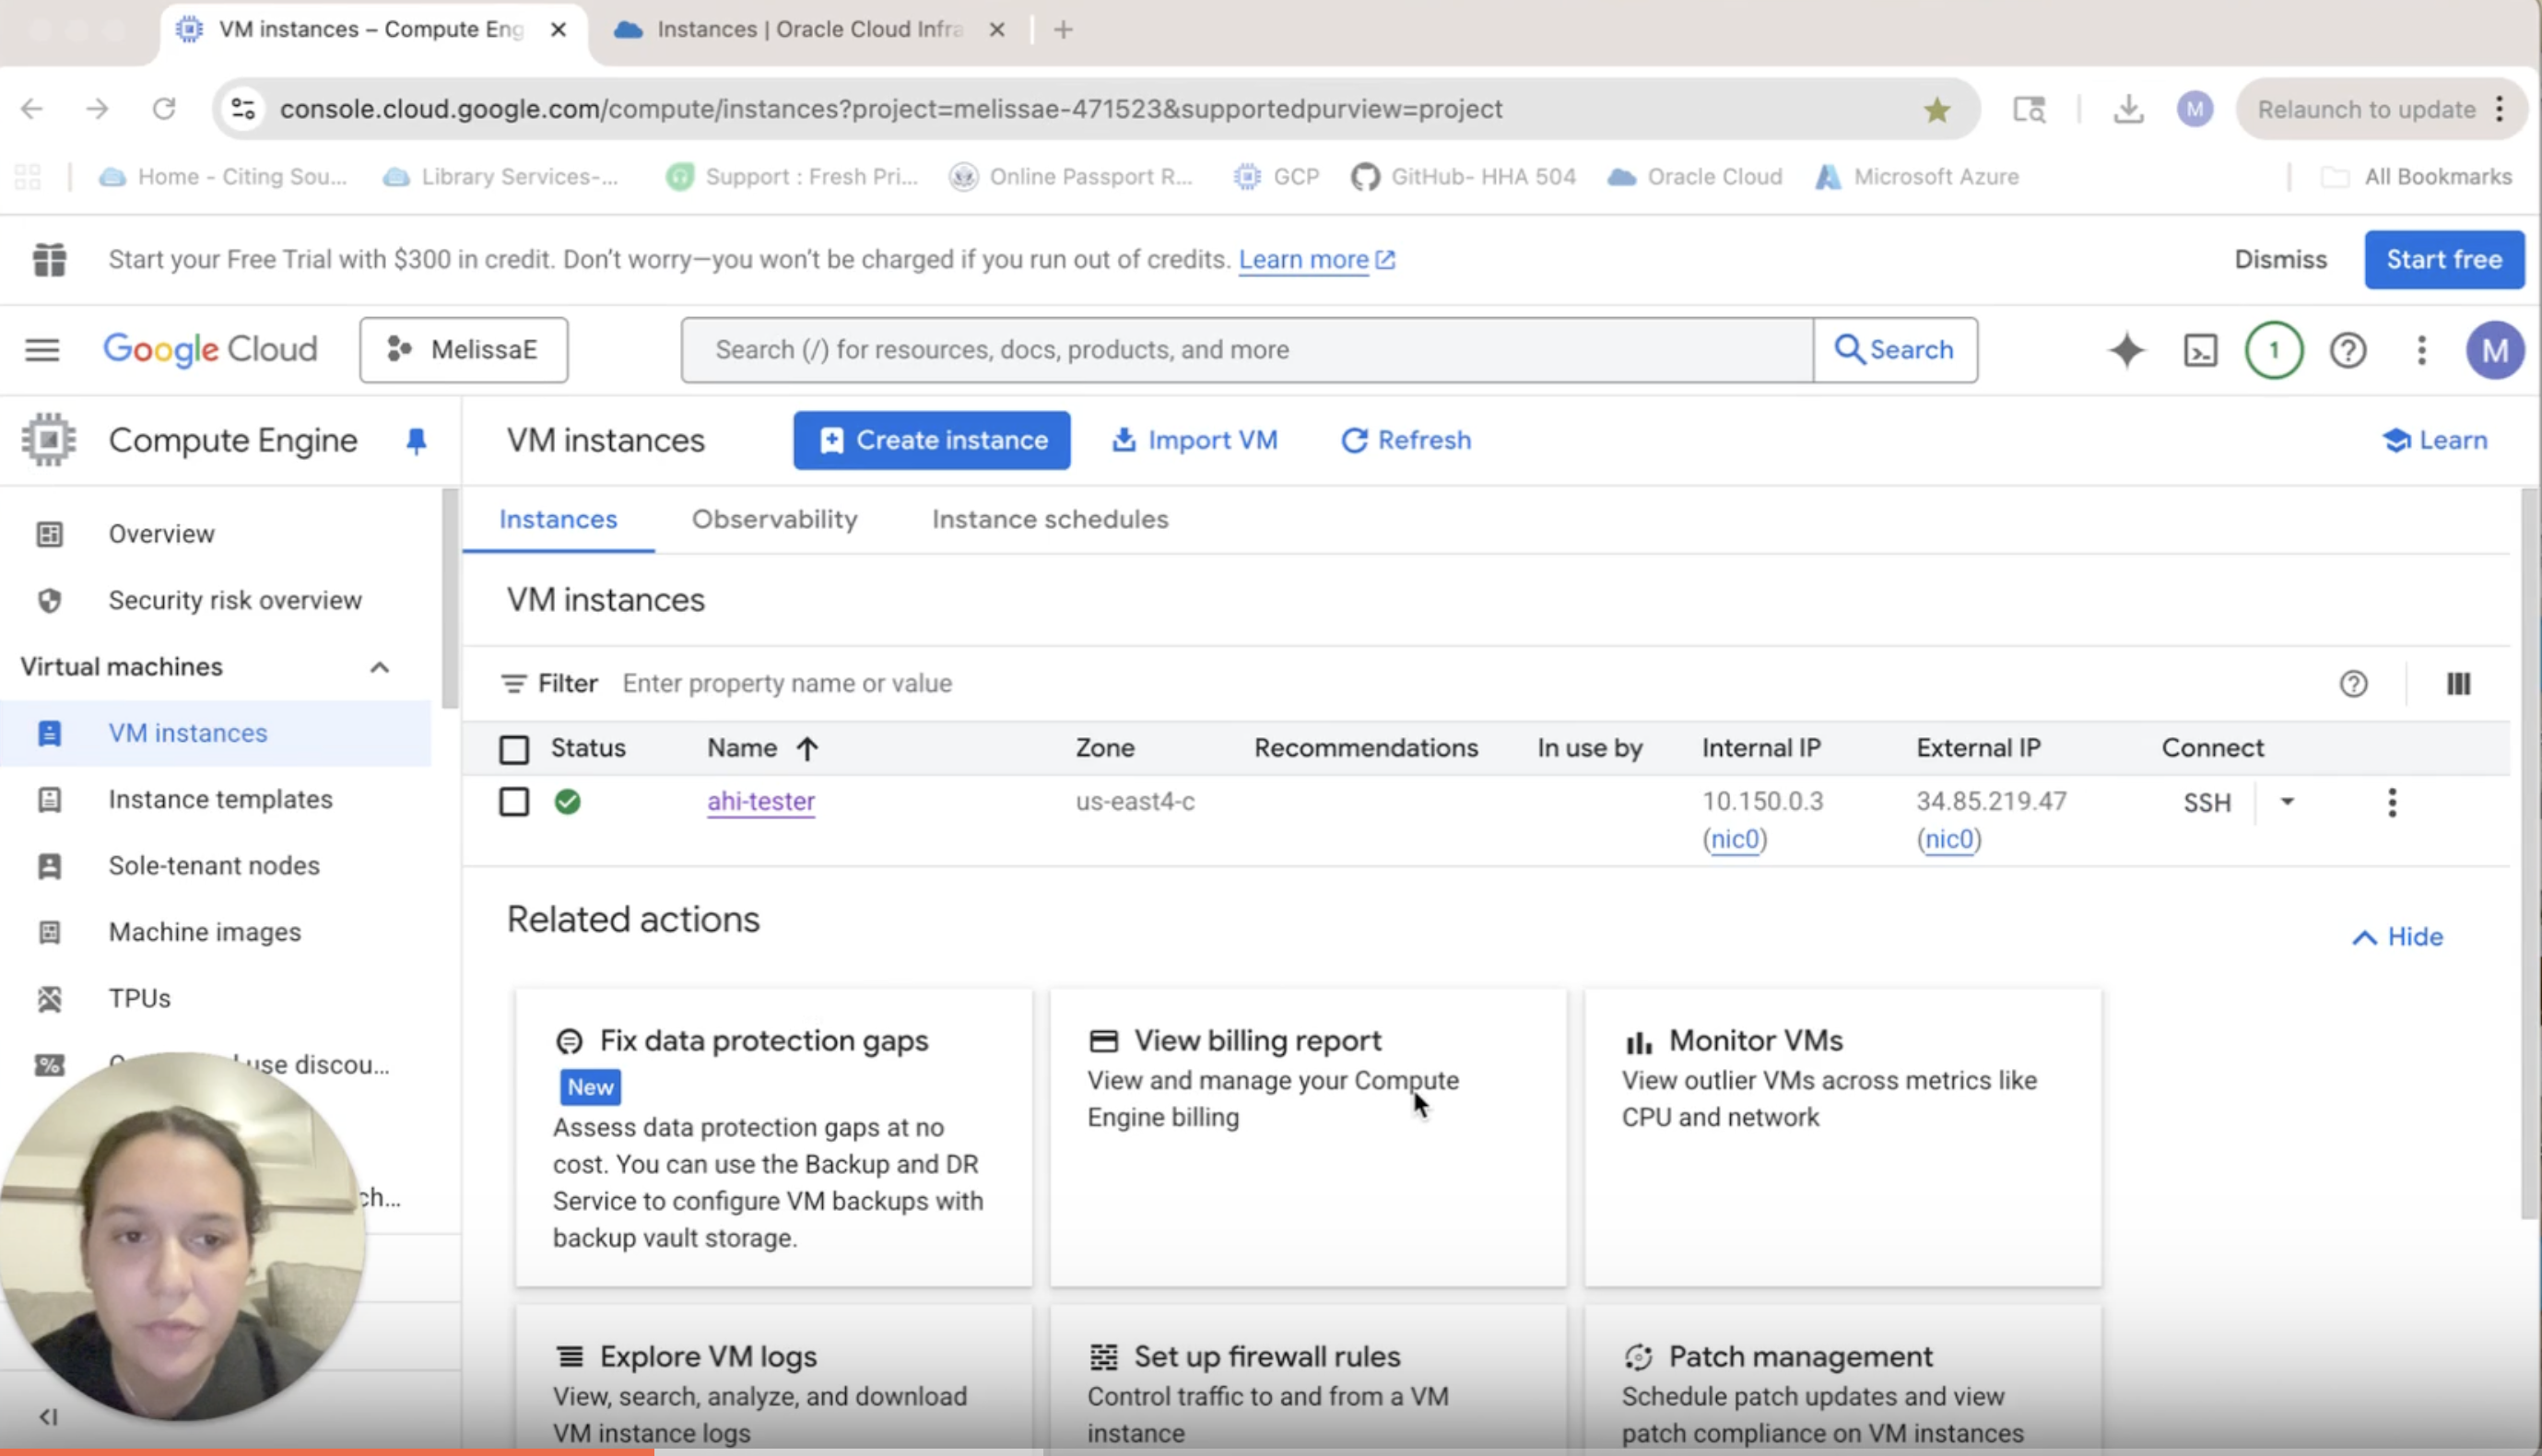 VM instances – Compute Eng
Instances | Oracle Cloud Infra
console.cloud.google.com/compute/instances?project=melissae-471523&supportedpurview=project
M
Relaunch to update
Home - Citing Sou...
Library Services-...
Support : Fresh Pri...
Online Passport R...
GCP
GitHub- HHA 504
Oracle Cloud
Microsoft Azure
All Bookmarks
Start your Free Trial with $300 in credit. Don't worry—you won't be charged if you run out of credits. Learn more
Dismiss
Start free
Google Cloud
MelissaE
Search (/) for resources, docs, products, and more
Search
1
M
Compute Engine
VM instances
Create instance
Import VM
Refresh
Learn
Overview
Security risk overview
Virtual machines
VM instances
Instance templates
Sole-tenant nodes
Machine images
TPUs
use discou...
ch...
Instances
Observability
Instance schedules
VM instances
Filter Enter property name or value
Status Name Zone Recommendations In use by Internal IP External IP Connect
ahi-tester us-east4-c 10.150.0.3 34.85.219.47 SSH
(nic0) (nic0)
Related actions
Hide
Fix data protection gaps
New
Assess data protection gaps at no
cost. You can use the Backup and DR
Service to configure VM backups with
backup vault storage.
View billing report
View and manage your Compute
Engine billing
Monitor VMs
View outlier VMs across metrics like
CPU and network
Explore VM logs
View, search, analyze, and download
VM instance logs
Set up firewall rules
Control traffic to and from a VM
instance
Patch management
Schedule patch updates and view
patch compliance on VM instances